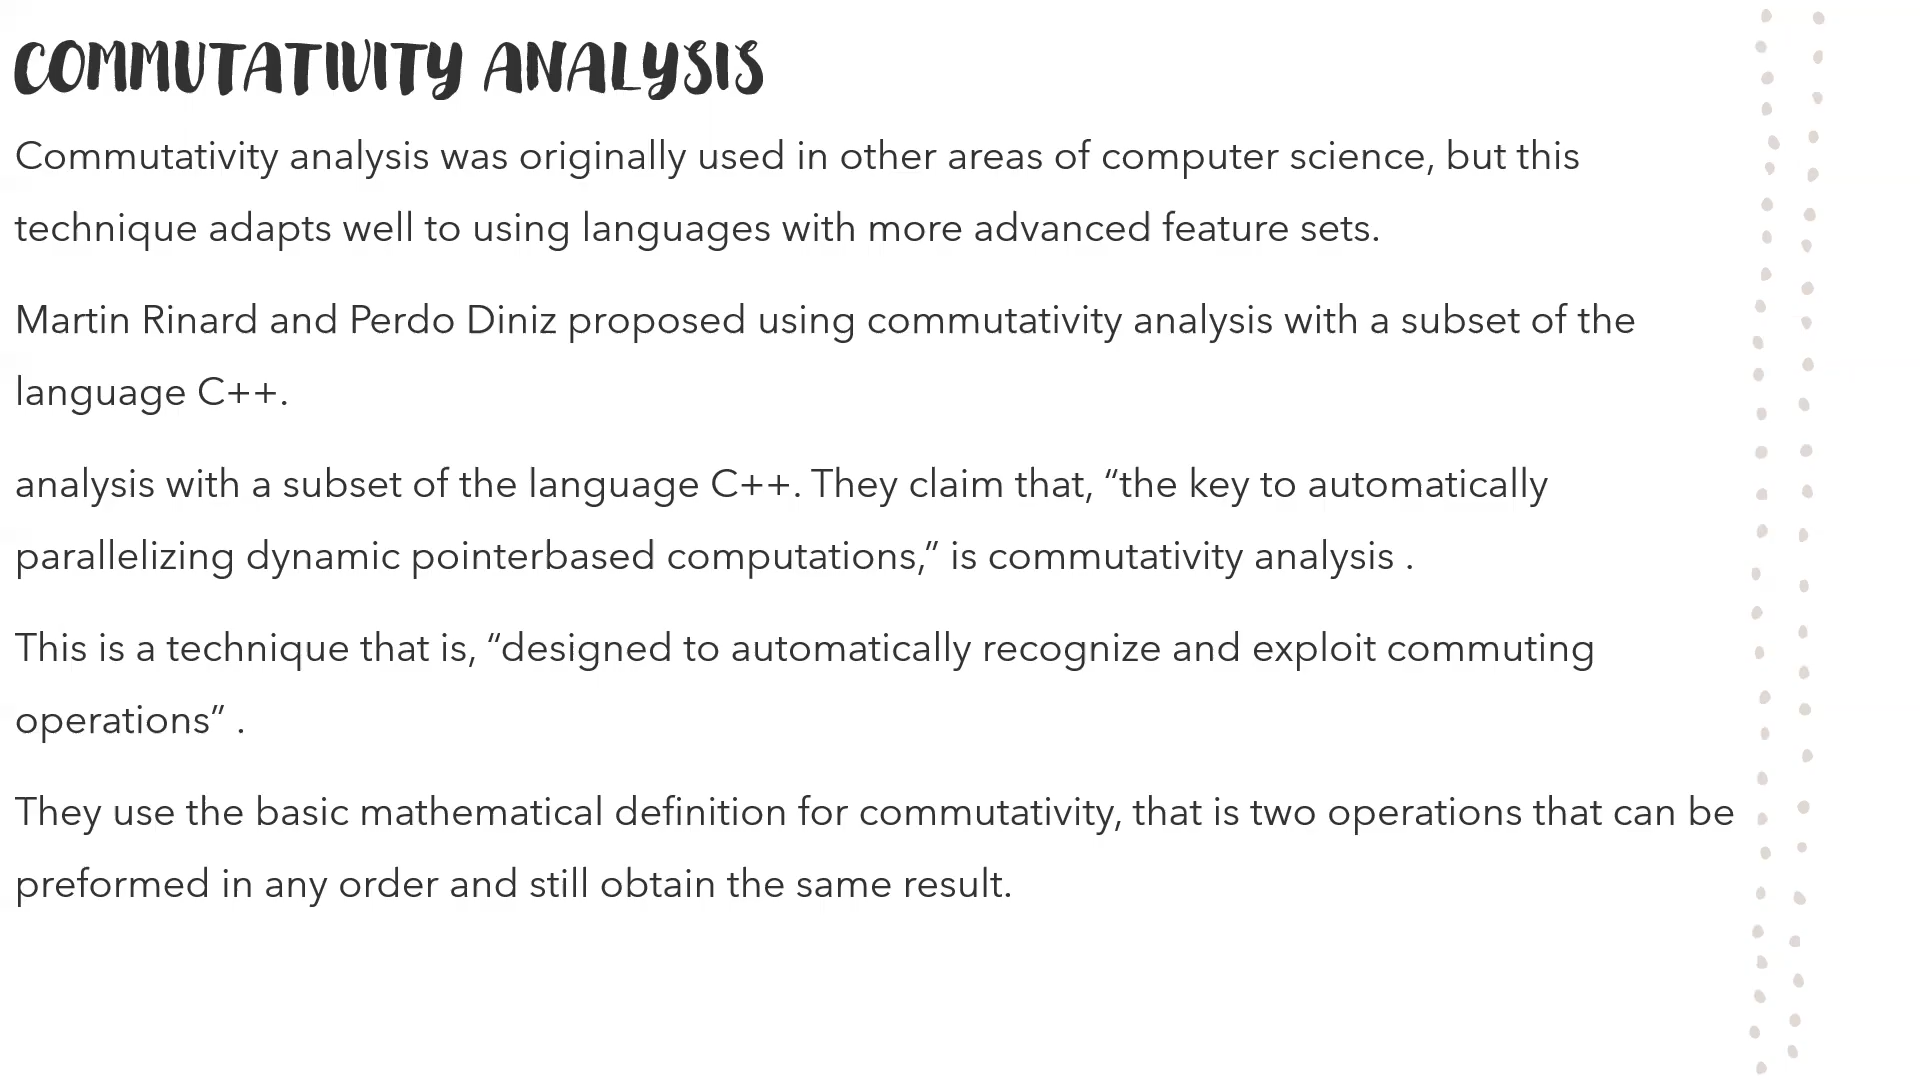 COMMUTATIVITY ANALYSIS
Commutativity analysis was originally used in other areas of computer science, but this
technique adapts well to using languages with more advanced feature sets.
Martin Rinard and Perdo Diniz proposed using commutativity analysis with a subset of the
language C++.
analysis with a subset of the language C++. They claim that, “the key to automatically
parallelizing dynamic pointerbased computations,” is commutativity analysis .
This is a technique that is, “designed to automatically recognize and exploit commuting
operations” .
They use the basic mathematical definition for commutativity, that is two operations that can be
preformed in any order and still obtain the same result.